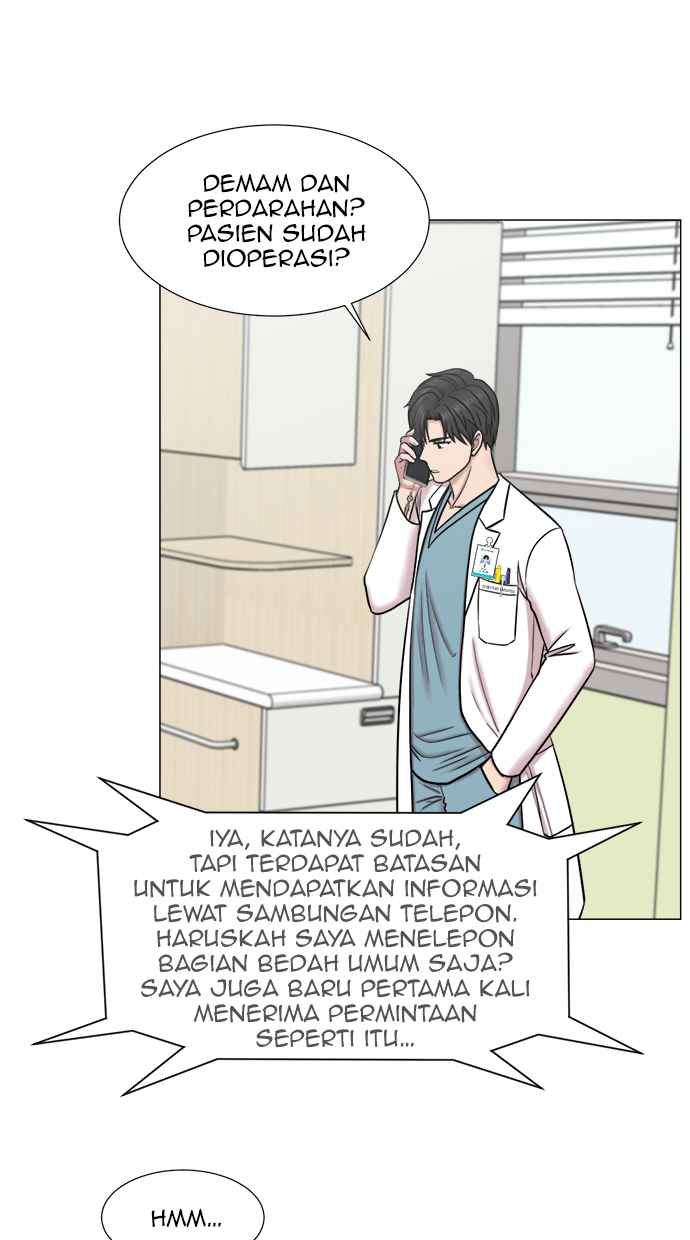 DEMAM DAN
PERDARAHAN?
PASIEN SUDAH
DIOPERASI?
IYA, KATANYA SUDAH,
TAPI TERDAPAT BATASAN
UNTUK MENDAPATKAN INFORMASI
LEWAT SAMBUNGAN TELEPON.
HARUSKAH SAYA MENELEPON
BAGIAN BEDAH UMUM SAJA?
SAYA JUGA BARU PERTAMA KALI
MENERIMA PERMINTAAN
SEPERTI ITU...
HMM...